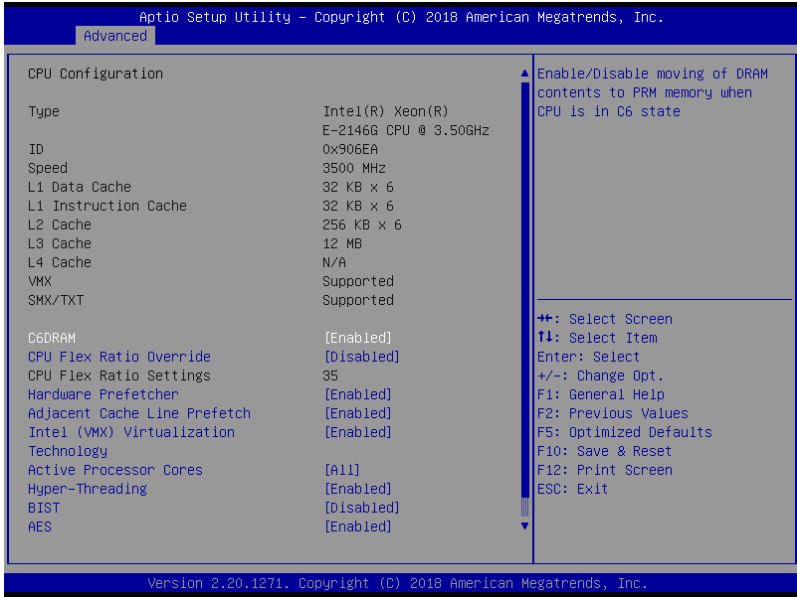 Aptio Setup Utility – Copyright (C) 2018 American Megatrends, Inc.
Advanced
CPU Configuration
Type Intel(R) Xeon(R)
E-2146G CPU @ 3.50GHz
ID 0x906EA
Speed 3500 MHz
L1 Data Cache 32 KB x 6
L1 Instruction Cache 32 KB x 6
L2 Cache 256 KB x 6
L3 Cache 12 MB
L4 Cache N/A
VMX Supported
SMX/TXT Supported
C6DRAM [Enabled]
CPU Flex Ratio Override [Disabled]
CPU Flex Ratio Settings 35
Hardware Prefetcher [Enabled]
Adjacent Cache Line Prefetch [Enabled]
Intel (VMX) Virtualization [Enabled]
Technology
Active Processor Cores [All]
Hyper-Threading [Enabled]
BIST [Disabled]
AES [Enabled]
Enable/Disable moving of DRAM
contents to PRM memory when
CPU is in C6 state
→←: Select Screen
↑↓: Select Item
Enter: Select
+/-: Change Opt.
F1: General Help
F2: Previous Values
F5: Optimized Defaults
F10: Save & Reset
F12: Print Screen
ESC: Exit
Version 2.20.1271. Copyright (C) 2018 American Megatrends, Inc.